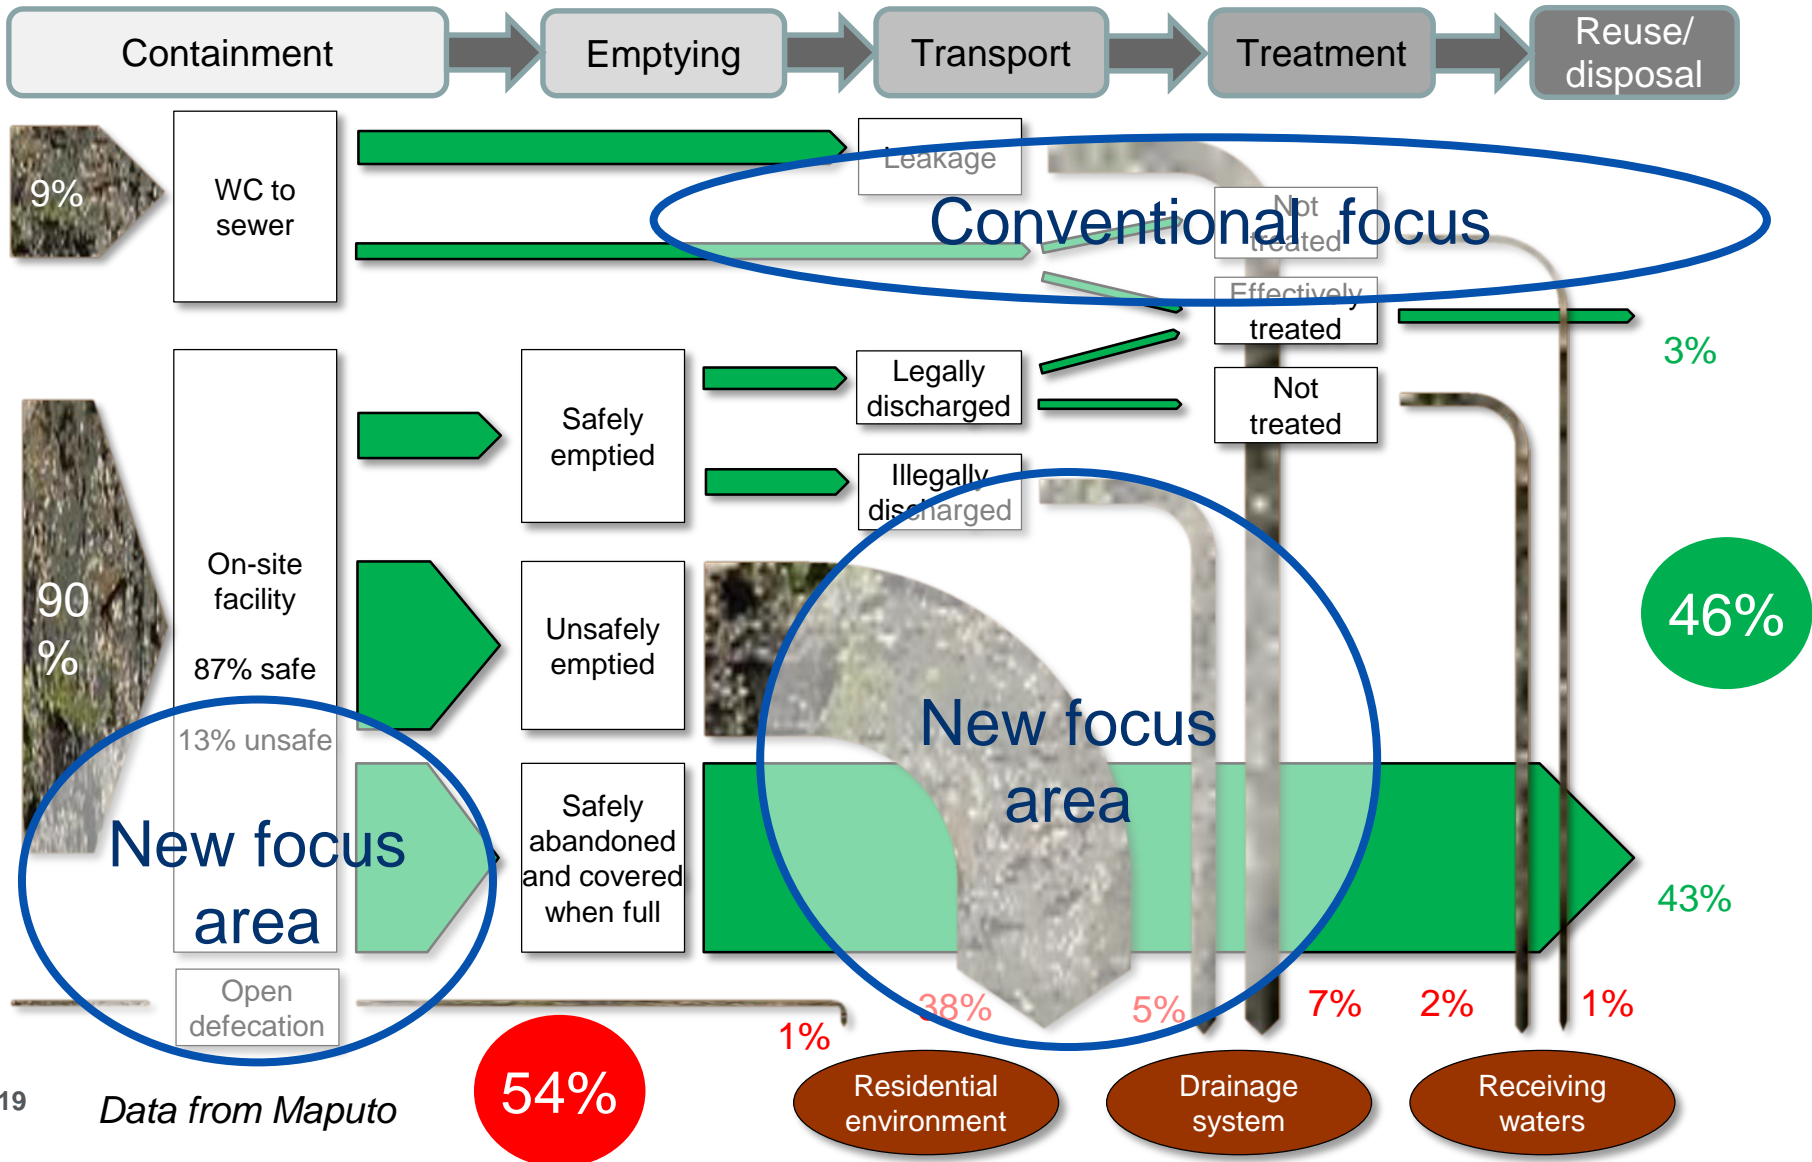 Containment
Emptying
Transport
Treatment
Reuse/
disposal
9%
WC to
sewer
Leakage
Conventional focus
Not
treated
Effectively
treated
3%
Legally
discharged
Not
treated
Safely
emptied
Illegally
discharged
90
%
On-site
facility
87% safe
13% unsafe
Unsafely
emptied
46%
New focus
area
New focus
area
Safely
abandoned
and covered
when full
43%
Open
defecation
1%
38%
5%
7%
2%
1%
54%
Residential
environment
Drainage
system
Receiving
waters
19
Data from Maputo